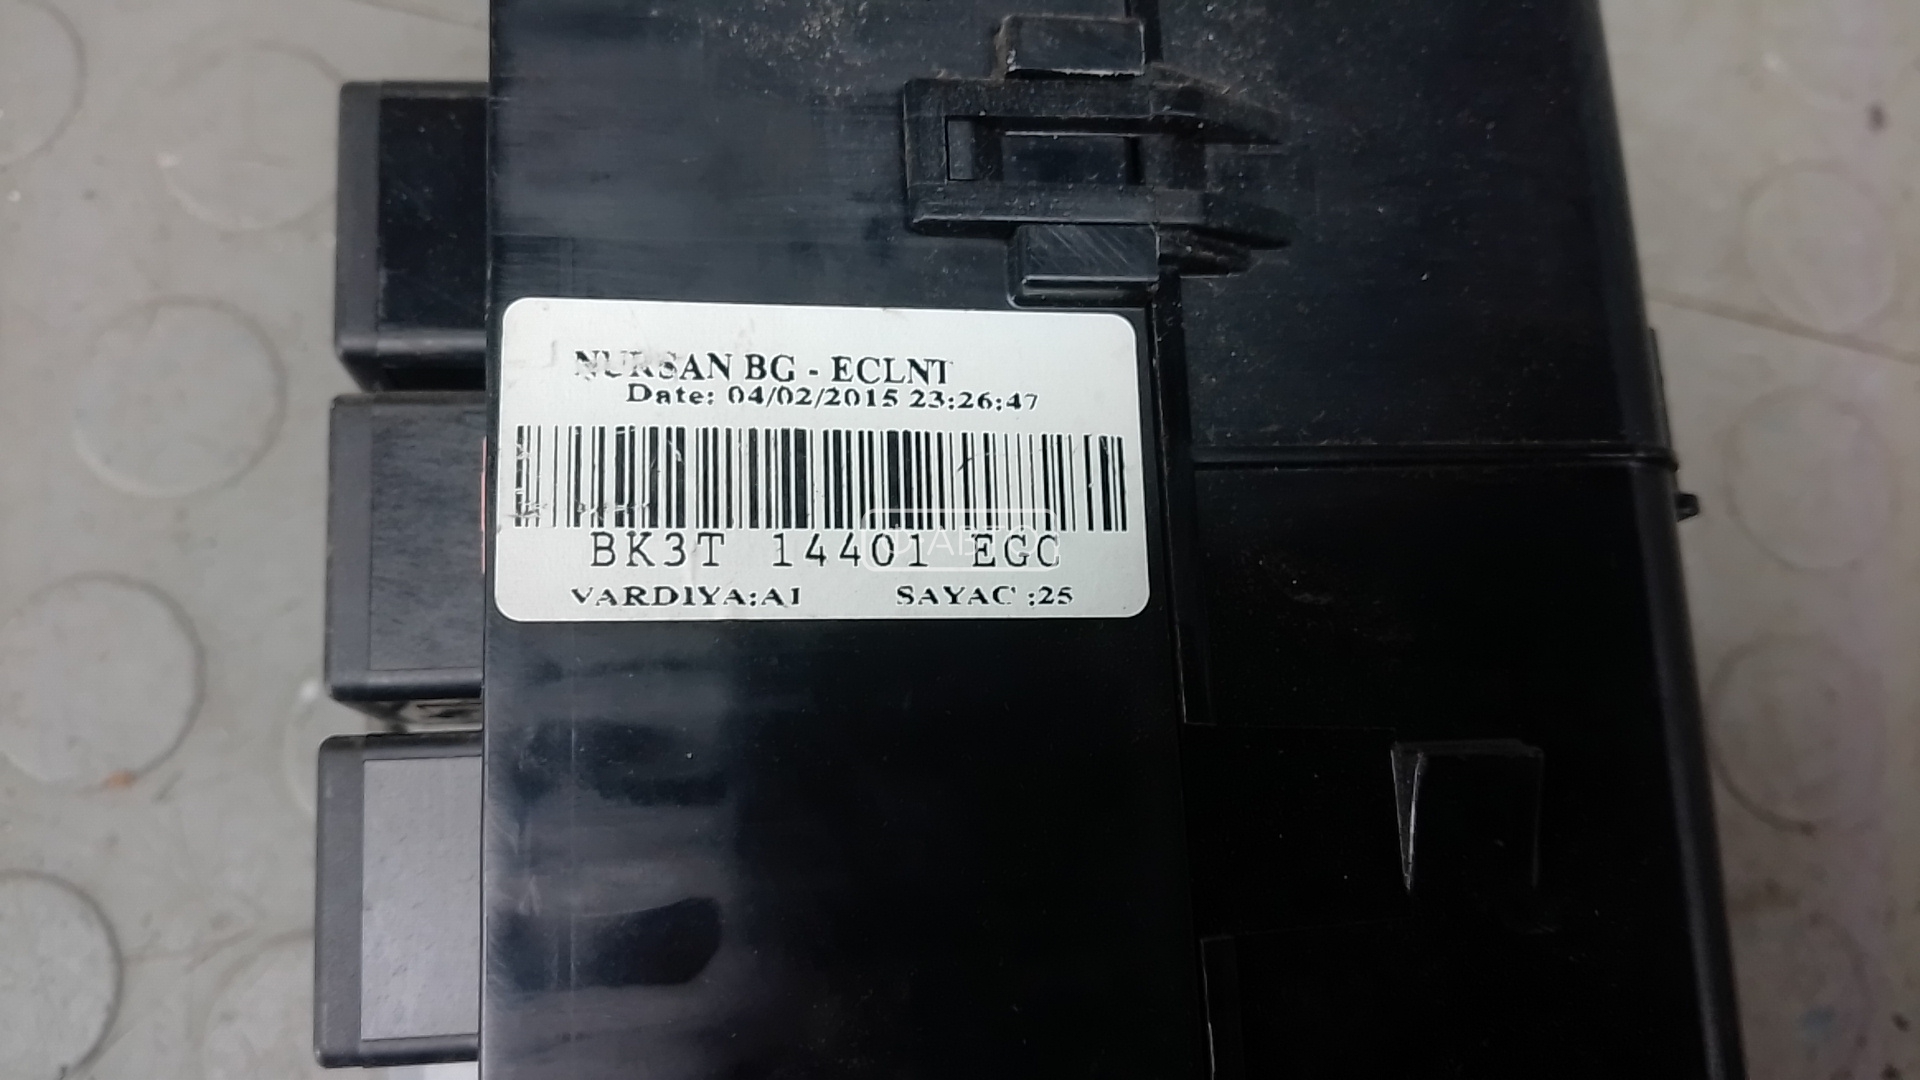 NURSAN BG - ECLNT
Date: 04/02/2015 23:26:47
BK3T 14401 EGC
VARDIYA:A1 SAYAC :25